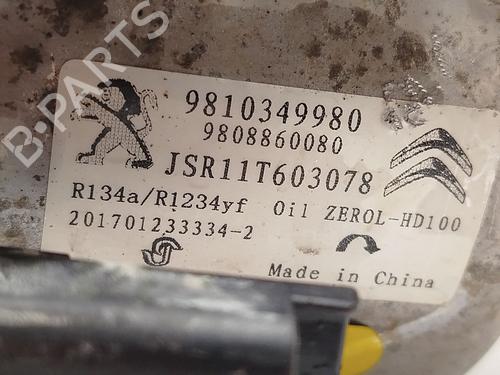 B-PARTS
9810349980
9808860080
JSR11T603078
R134a/R1234yf Oil ZEROL-HD100
201701233334-2
Made in China